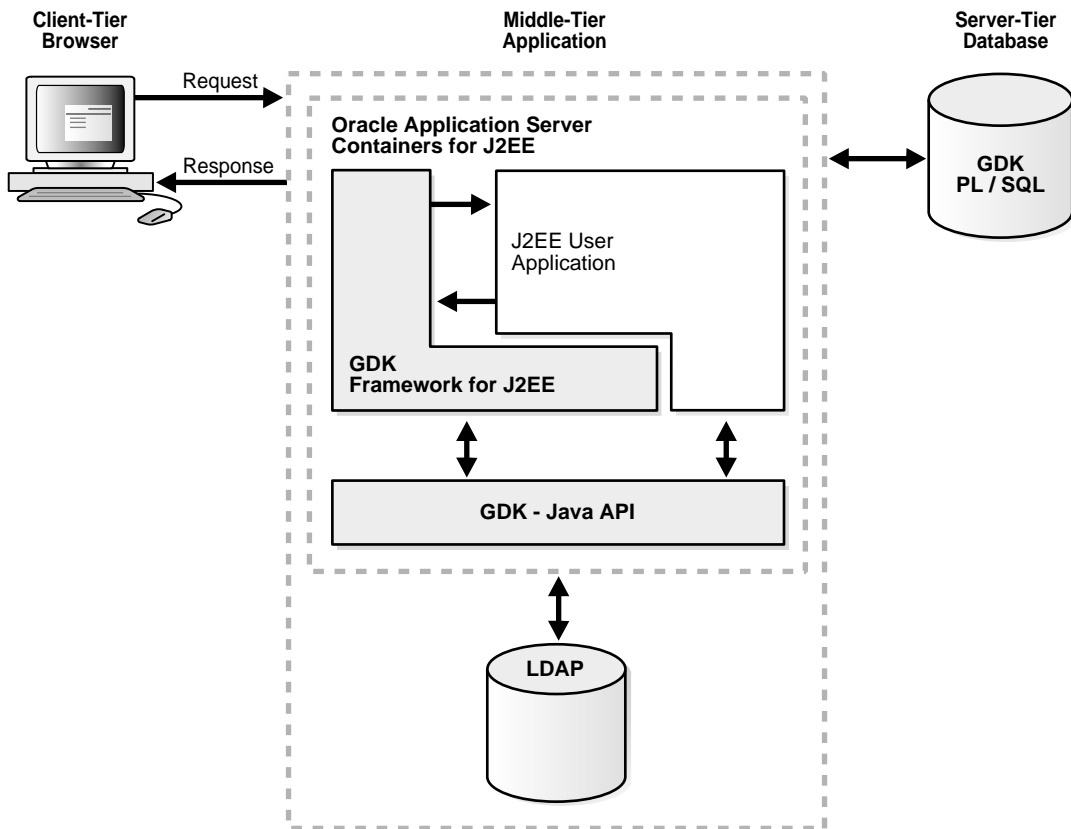 Client-Tier
Browser
Middle-Tier
Application
Server-Tier
Database
Request
Response
Oracle Application Server
Containers for J2EE
GDK
PL / SQL
J2EE User
Application
GDK
Framework for J2EE
GDK - Java API
LDAP